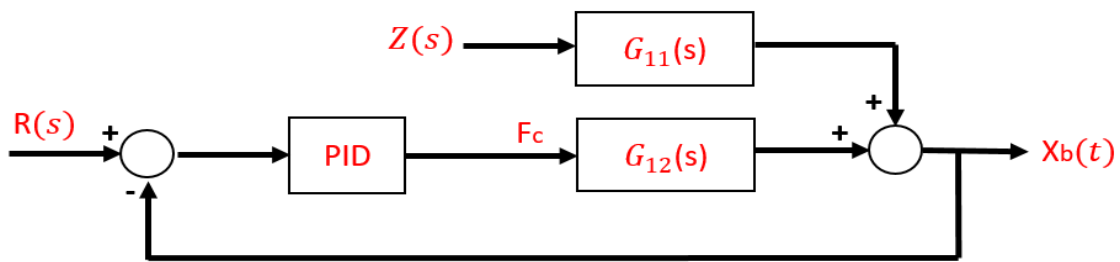 Z(s)
G₁₁(s)
+
R(s)
+
PID
Fc
G₁₂(s)
+
Xb(t)
-